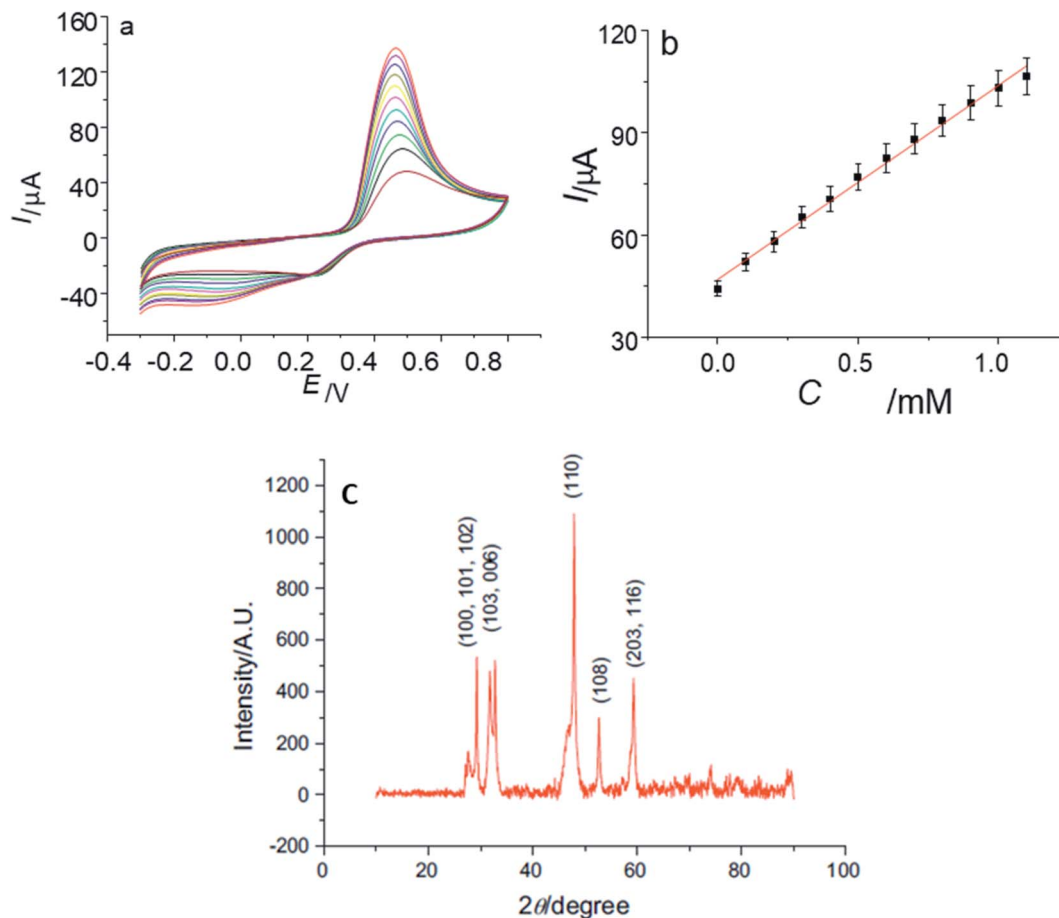 a
I/µA
160
120
80
40
0
-40
-0.4 -0.2 0.0 0.2 0.4 0.6 0.8
E/V
b
I/µA
120
90
60
30
0.0 0.5 1.0
C /mM
c
Intensity/A.U.
1200
1000
800
600
400
200
0
-200
(100, 101, 102)
(103, 006)
(110)
(108)
(203, 116)
0 20 40 60 80 100
2θ/degree